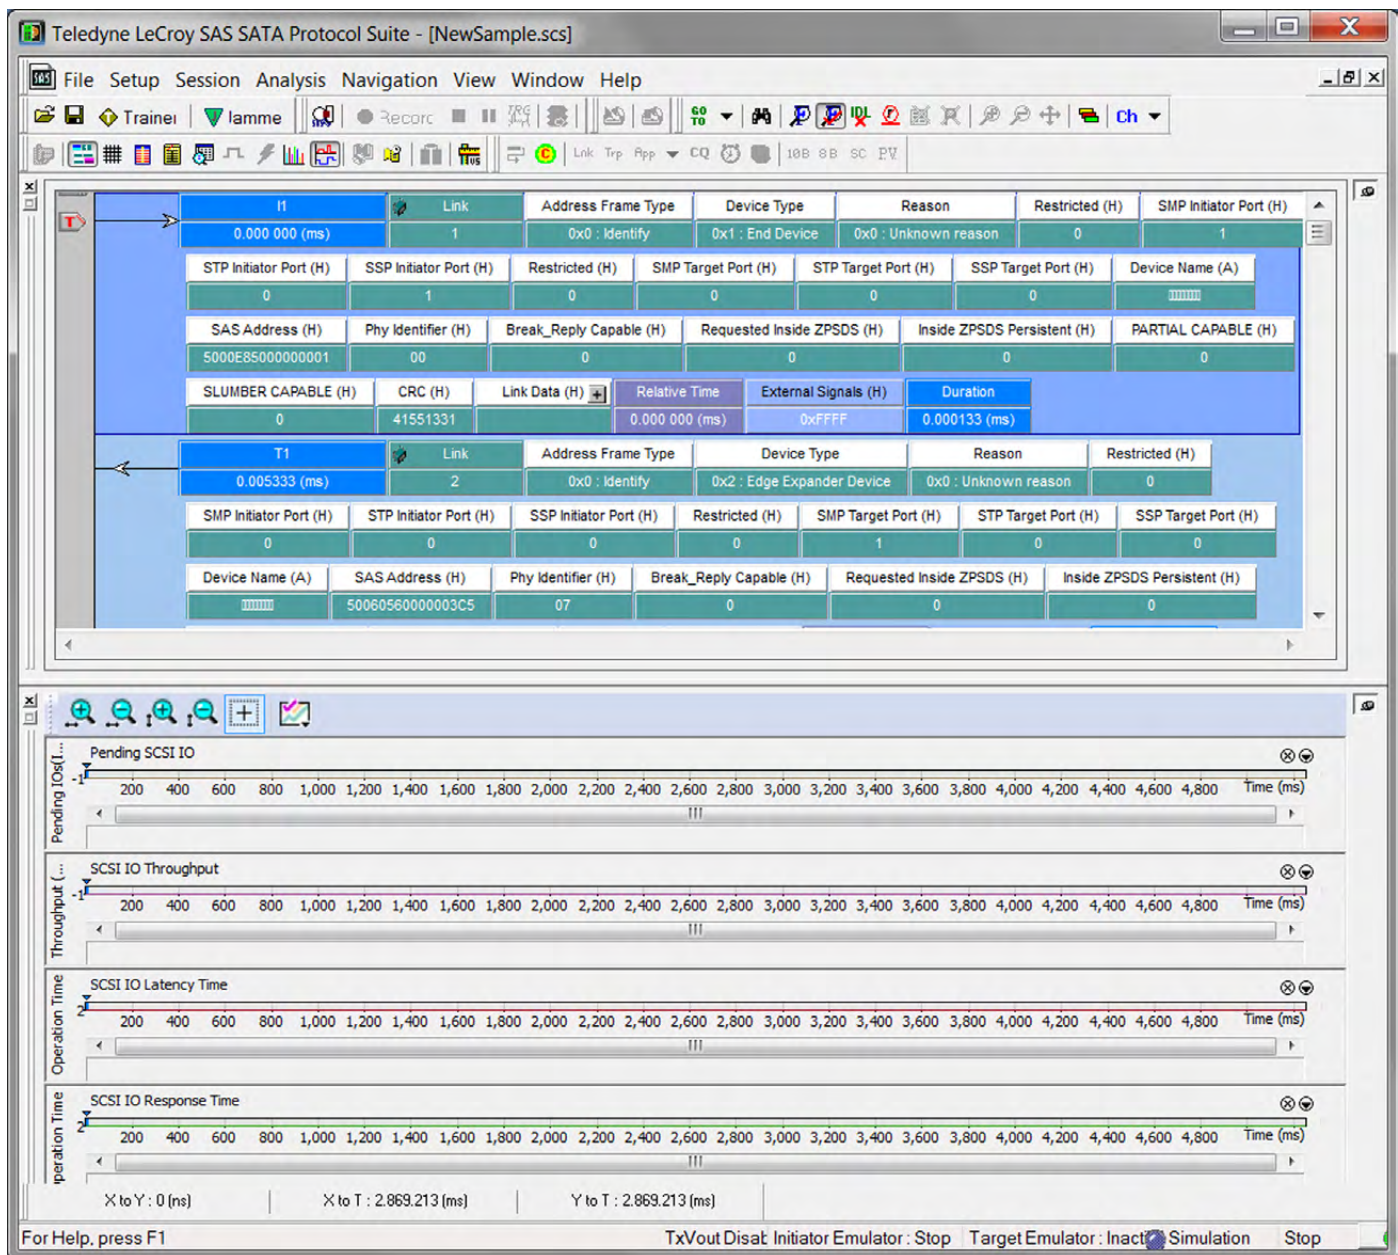 Teledyne LeCroy SAS SATA Protocol Suite - [NewSample.scs]
File Setup Session Analysis Navigation View Window Help
Trainer lamme Recorc GO TO IDL Ch
Lnk Trp App CQ 10B 8B SC PV
I1 Link Address Frame Type Device Type Reason Restricted (H) SMP Initiator Port (H)
0.000 000 (ms) 1 0x0 : Identify 0x1 : End Device 0x0 : Unknown reason 0 1
STP Initiator Port (H) SSP Initiator Port (H) Restricted (H) SMP Target Port (H) STP Target Port (H) SSP Target Port (H) Device Name (A)
0 1 0 0 0 0
SAS Address (H) Phy Identifier (H) Break_Reply Capable (H) Requested Inside ZPSDS (H) Inside ZPSDS Persistent (H) PARTIAL CAPABLE (H)
5000E85000000001 00 0 0 0 0
SLUMBER CAPABLE (H) CRC (H) Link Data (H) + Relative Time External Signals (H) Duration
0 41551331 0.000 000 (ms) 0xFFFF 0.000133 (ms)
T1 Link Address Frame Type Device Type Reason Restricted (H)
0.005333 (ms) 2 0x0 : Identify 0x2 : Edge Expander Device 0x0 : Unknown reason 0
SMP Initiator Port (H) STP Initiator Port (H) SSP Initiator Port (H) Restricted (H) SMP Target Port (H) STP Target Port (H) SSP Target Port (H)
0 0 0 0 1 0 0
Device Name (A) SAS Address (H) Phy Identifier (H) Break_Reply Capable (H) Requested Inside ZPSDS (H) Inside ZPSDS Persistent (H)
50060560000003C5 07 0 0 0
Pending IOs(I...
Pending SCSI IO
-1
200 400 600 800 1,000 1,200 1,400 1,600 1,800 2,000 2,200 2,400 2,600 2,800 3,000 3,200 3,400 3,600 3,800 4,000 4,200 4,400 4,600 4,800 Time (ms)
Throughput (...
SCSI IO Throughput
-1
200 400 600 800 1,000 1,200 1,400 1,600 1,800 2,000 2,200 2,400 2,600 2,800 3,000 3,200 3,400 3,600 3,800 4,000 4,200 4,400 4,600 4,800 Time (ms)
Operation Time
SCSI IO Latency Time
2
200 400 600 800 1,000 1,200 1,400 1,600 1,800 2,000 2,200 2,400 2,600 2,800 3,000 3,200 3,400 3,600 3,800 4,000 4,200 4,400 4,600 4,800 Time (ms)
peration Time
SCSI IO Response Time
2
200 400 600 800 1,000 1,200 1,400 1,600 1,800 2,000 2,200 2,400 2,600 2,800 3,000 3,200 3,400 3,600 3,800 4,000 4,200 4,400 4,600 4,800 Time (ms)
X to Y : 0 (ns) X to T : 2.869.213 (ms) Y to T : 2.869.213 (ms)
For Help, press F1 TxVout Disat Initiator Emulator : Stop Target Emulator : Inacti Simulation Stop